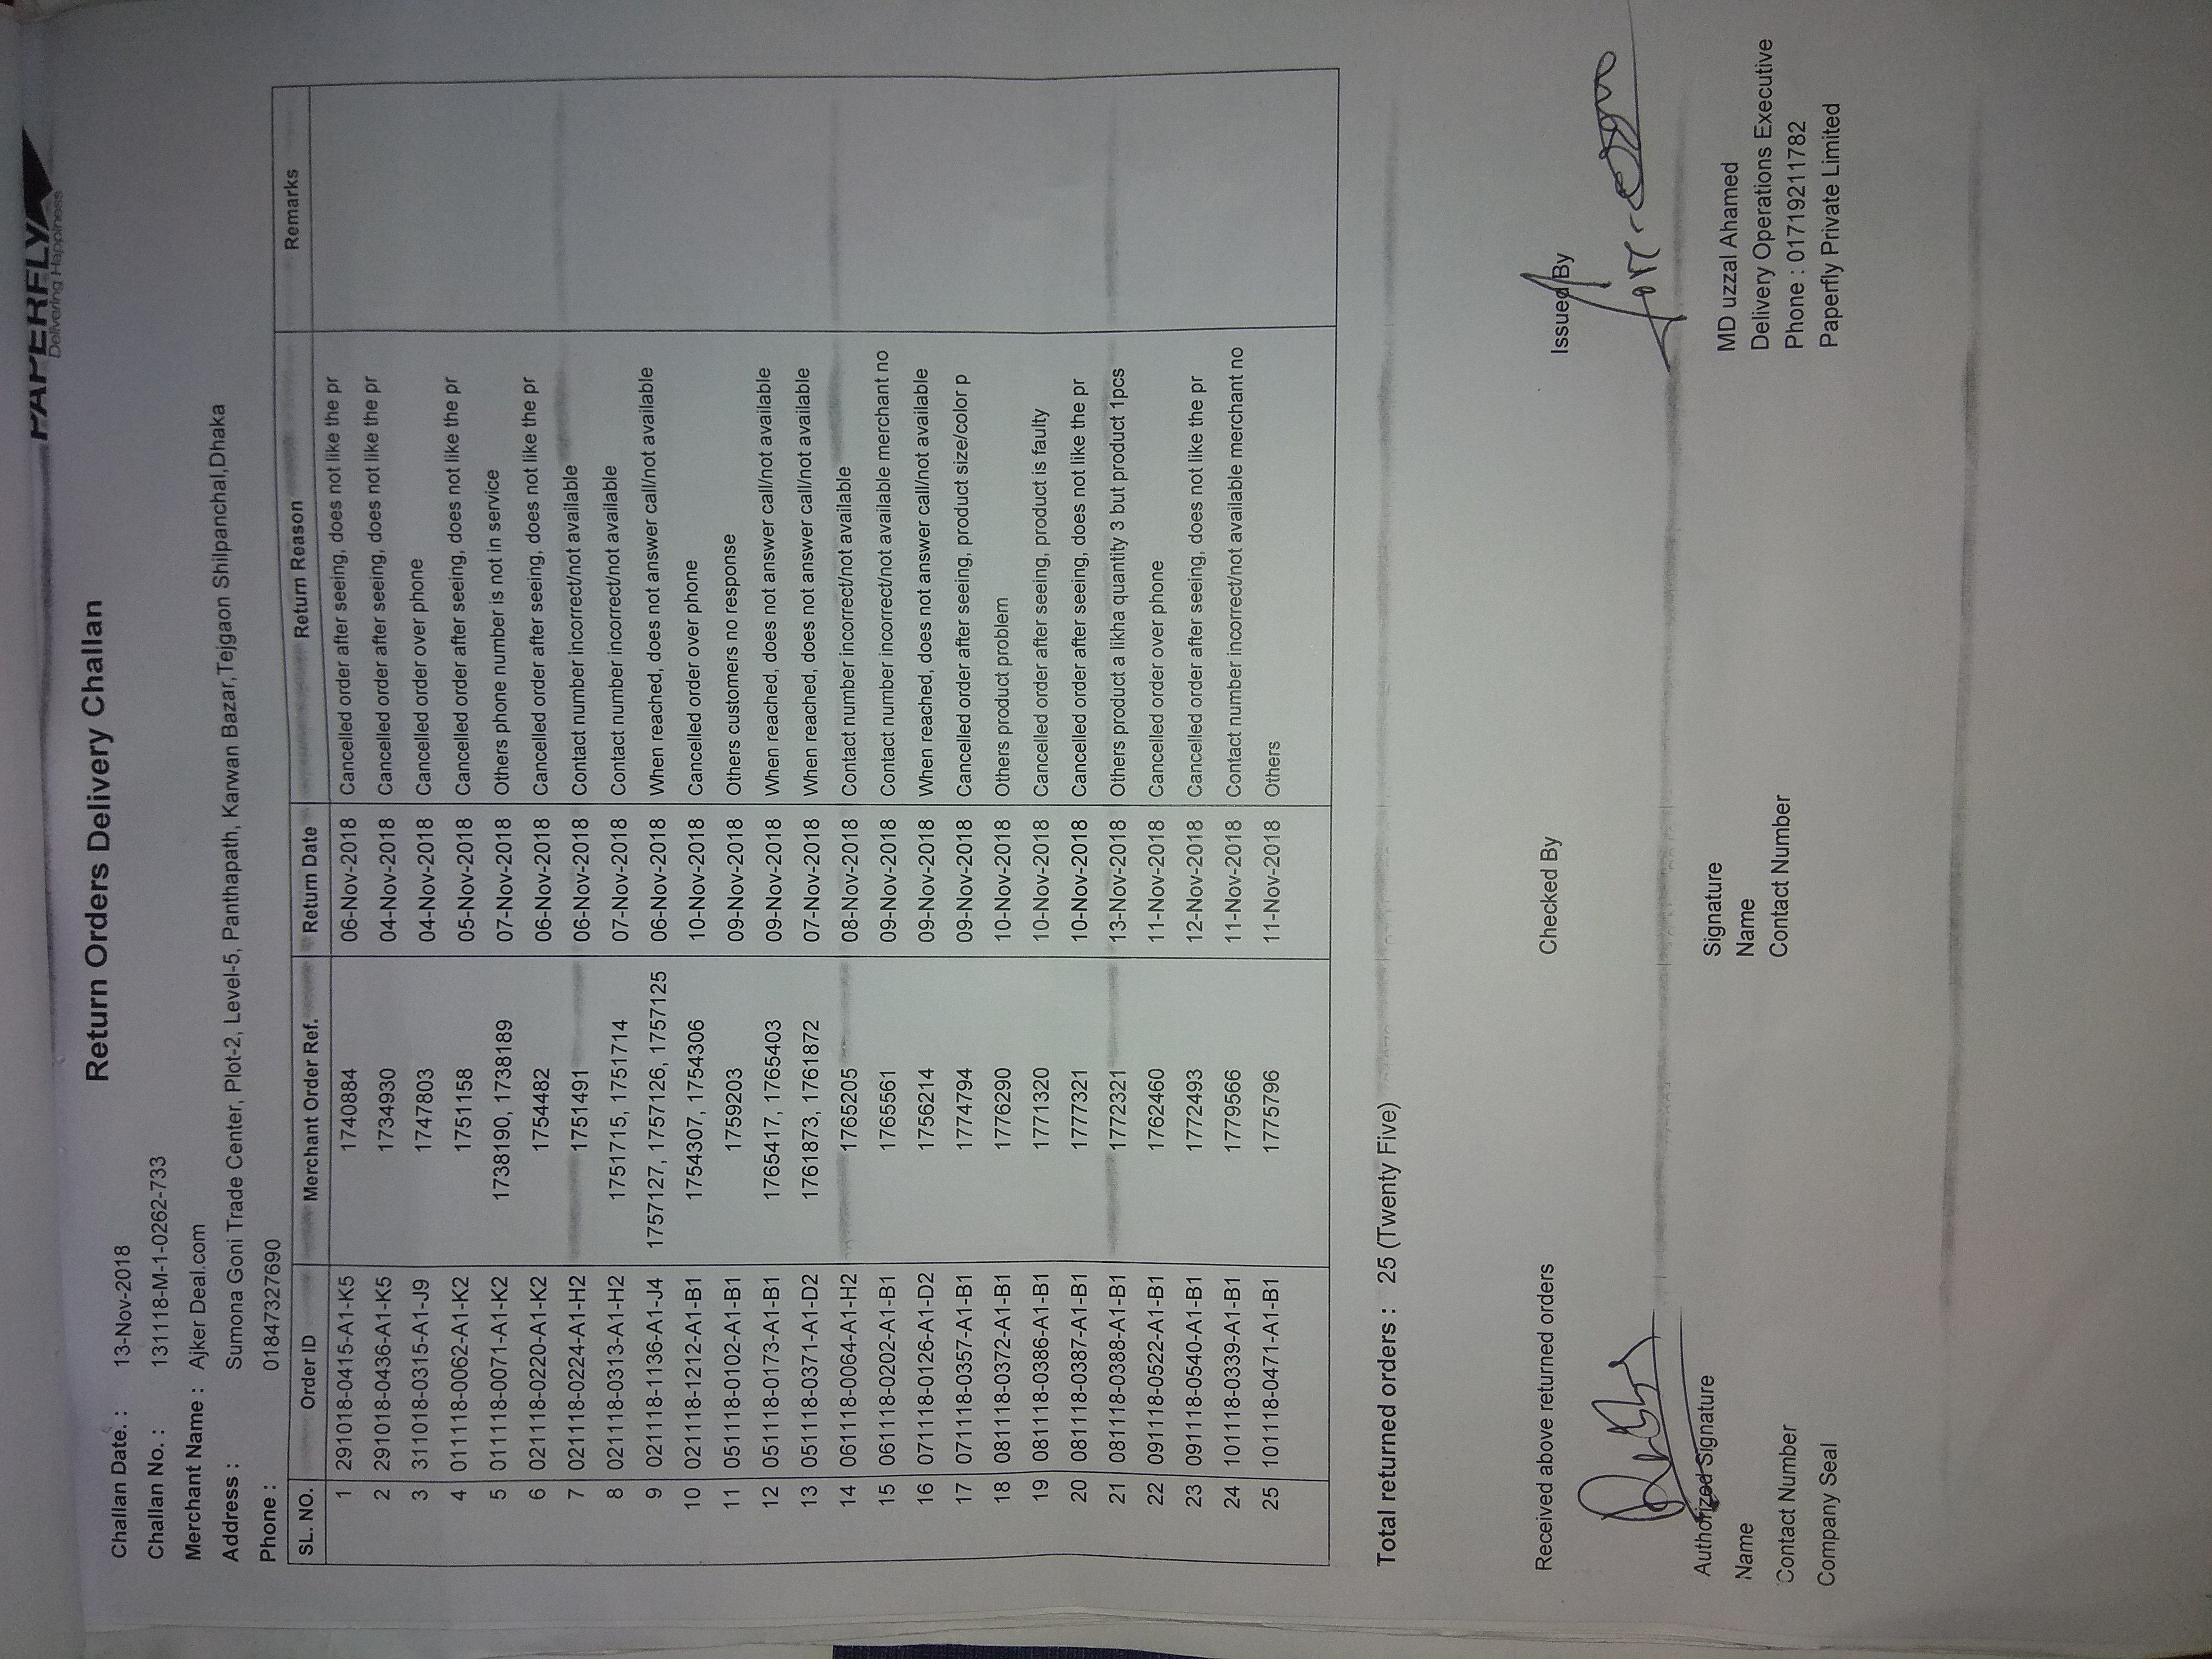 PAPERFLY
Delivering Happiness
Return Orders Delivery Challan
Challan Date. : 13-Nov-2018
Challan No. : 131118-M-1-0262-733
Merchant Name : Ajker Deal.com
Address : Sumona Goni Trade Center, Plot-2, Level-5, Panthapath, Karwan Bazar,Tejgaon Shilpanchal,Dhaka
Phone : 01847327690
SL. NO. Order ID Merchant Order Ref. Return Date Return Reason Remarks
1 291018-0415-A1-K5 1740884 06-Nov-2018 Cancelled order after seeing, does not like the pr
2 291018-0436-A1-K5 1734930 04-Nov-2018 Cancelled order after seeing, does not like the pr
3 311018-0315-A1-J9 1747803 04-Nov-2018 Cancelled order over phone
4 011118-0062-A1-K2 1751158 05-Nov-2018 Cancelled order after seeing, does not like the pr
5 011118-0071-A1-K2 1738190, 1738189 07-Nov-2018 Others phone number is not in service
6 021118-0220-A1-K2 1754482 06-Nov-2018 Cancelled order after seeing, does not like the pr
7 021118-0224-A1-H2 1751491 06-Nov-2018 Contact number incorrect/not available
8 021118-0313-A1-H2 1751715, 1751714 07-Nov-2018 Contact number incorrect/not available
9 021118-1136-A1-J4 1757127, 1757126, 1757125 06-Nov-2018 When reached, does not answer call/not available
10 021118-1212-A1-B1 1754307, 1754306 10-Nov-2018 Cancelled order over phone
11 051118-0102-A1-B1 1759203 09-Nov-2018 Others customers no response
12 051118-0173-A1-B1 1765417, 1765403 09-Nov-2018 When reached, does not answer call/not available
13 051118-0371-A1-D2 1761873, 1761872 07-Nov-2018 When reached, does not answer call/not available
14 061118-0064-A1-H2 1765205 08-Nov-2018 Contact number incorrect/not available
15 061118-0202-A1-B1 1765561 09-Nov-2018 Contact number incorrect/not available merchant no
16 071118-0126-A1-D2 1756214 09-Nov-2018 When reached, does not answer call/not available
17 071118-0357-A1-B1 1774794 09-Nov-2018 Cancelled order after seeing, product size/color p
18 081118-0372-A1-B1 1776290 10-Nov-2018 Others product problem
19 081118-0386-A1-B1 1771320 10-Nov-2018 Cancelled order after seeing, product is faulty
20 081118-0387-A1-B1 1777321 10-Nov-2018 Cancelled order after seeing, does not like the pr
21 081118-0388-A1-B1 1772321 13-Nov-2018 Others product a likha quantity 3 but product 1pcs
22 091118-0522-A1-B1 1762460 11-Nov-2018 Cancelled order over phone
23 091118-0540-A1-B1 1772493 12-Nov-2018 Cancelled order after seeing, does not like the pr
24 101118-0339-A1-B1 1779566 11-Nov-2018 Contact number incorrect/not available merchant no
25 101118-0471-A1-B1 1775796 11-Nov-2018 Others
Total returned orders : 25 (Twenty Five)
Received above returned orders Checked By Issued By
Authorized Signature Signature MD uzzal Ahamed
Name Name Delivery Operations Executive
Contact Number Contact Number Phone : 01719211782
Company Seal Paperfly Private Limited